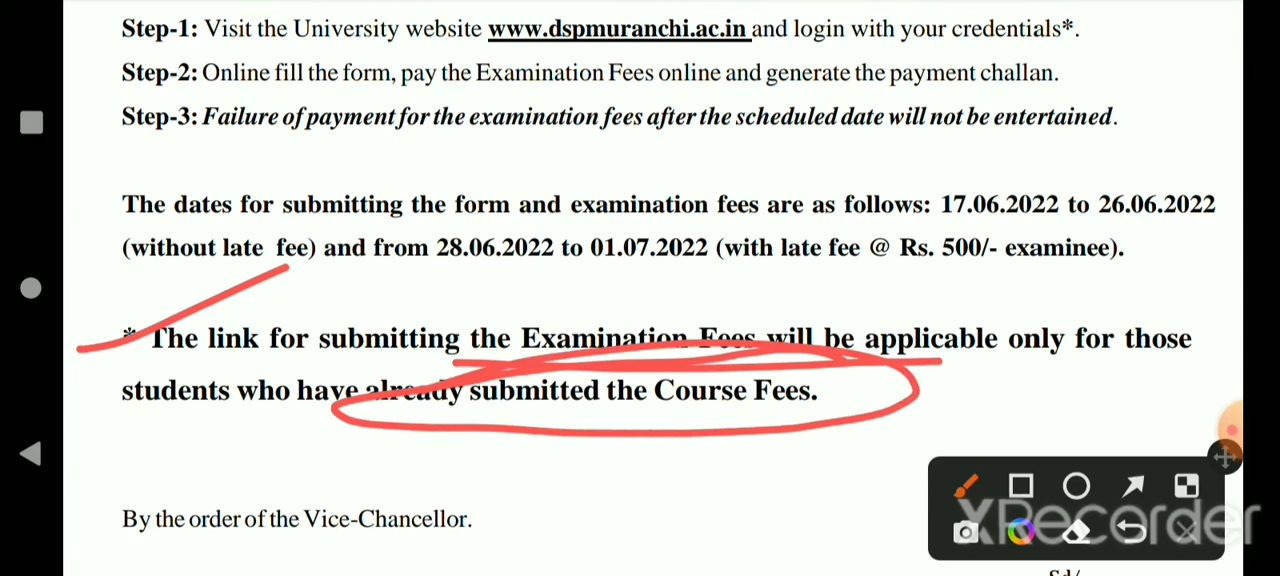 Step-1: Visit the University website www.dspmuranchi.ac.in and login with your credentials*.
Step-2: Online fill the form, pay the Examination Fees online and generate the payment challan.
Step-3: Failure of payment for the examination fees after the scheduled date will not be entertained.
The dates for submitting the form and examination fees are as follows: 17.06.2022 to 26.06.2022
(without late fee) and from 28.06.2022 to 01.07.2022 (with late fee @ Rs. 500/- examinee).
* The link for submitting the Examination Fees will be applicable only for those
students who have already submitted the Course Fees.
By the order of the Vice-Chancellor.
XRecorder
Sd/